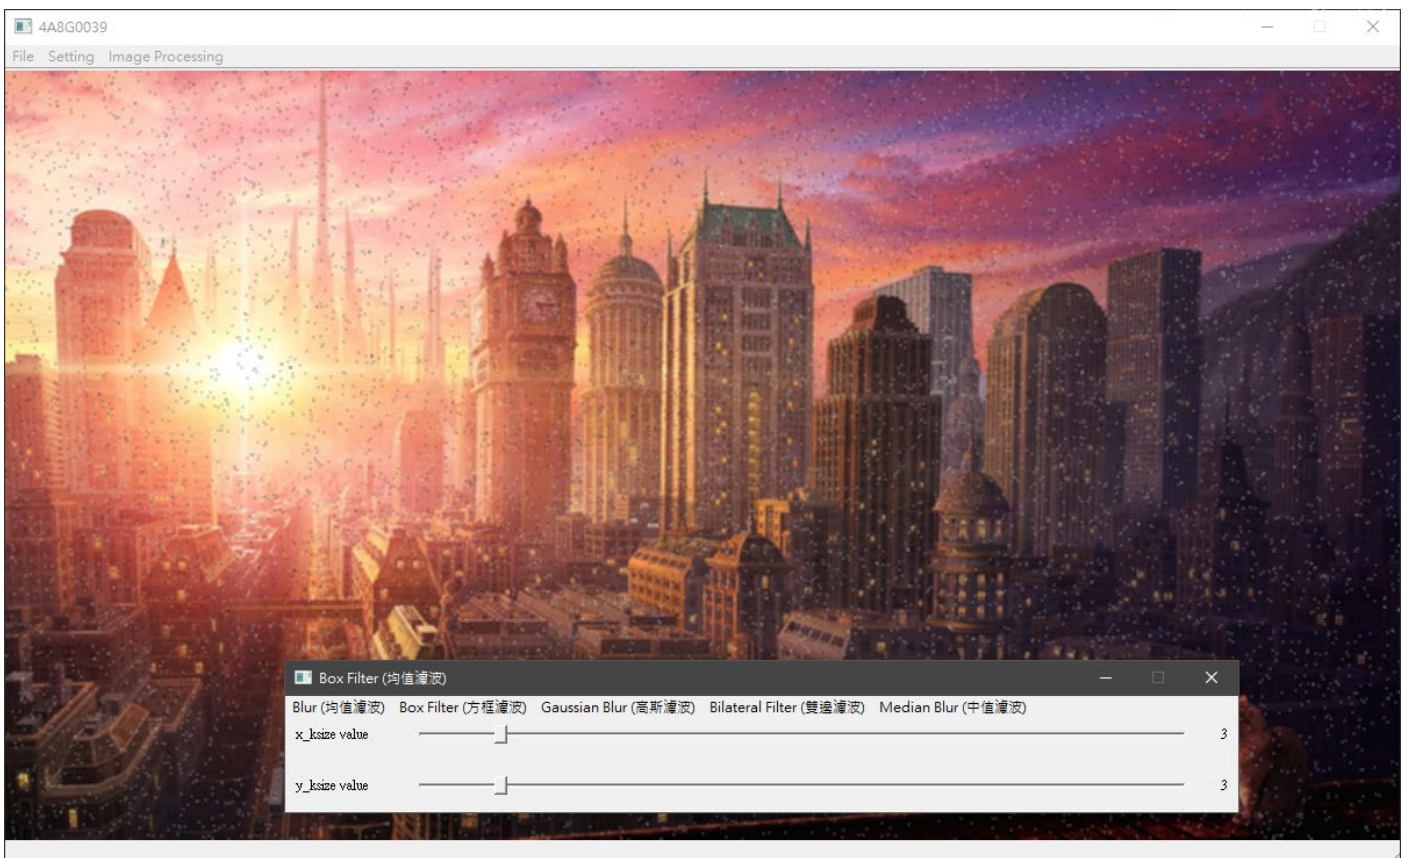 4A8G0039
File Setting Image Processing
Box Filter (均值濾波)
Blur (均值濾波) Box Filter (方框濾波) Gaussian Blur (高斯濾波) Bilateral Filter (雙邊濾波) Median Blur (中值濾波)
x_ksize value 3
y_ksize value 3